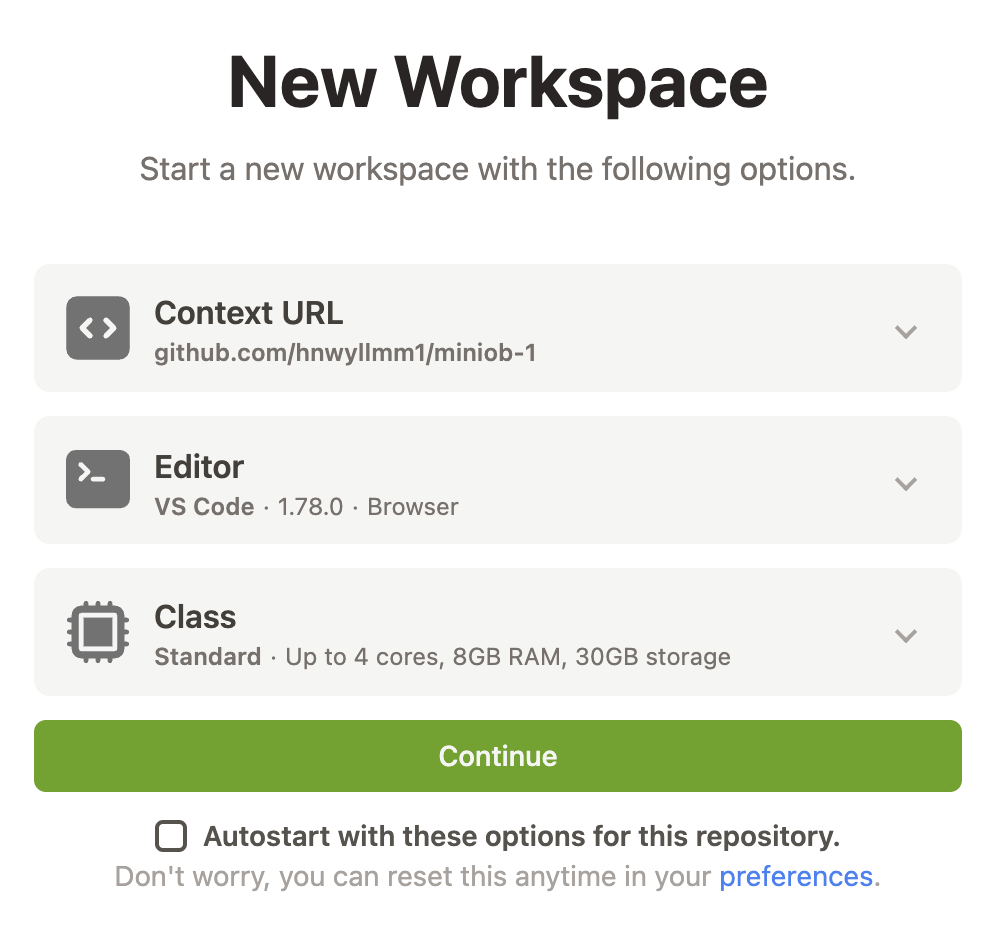 New Workspace
Start a new workspace with the following options.
Context URL
github.com/hnwyllmm1/miniob-1
Editor
VS Code · 1.78.0 · Browser
Class
Standard · Up to 4 cores, 8GB RAM, 30GB storage
Continue
Autostart with these options for this repository.
Don't worry, you can reset this anytime in your preferences.